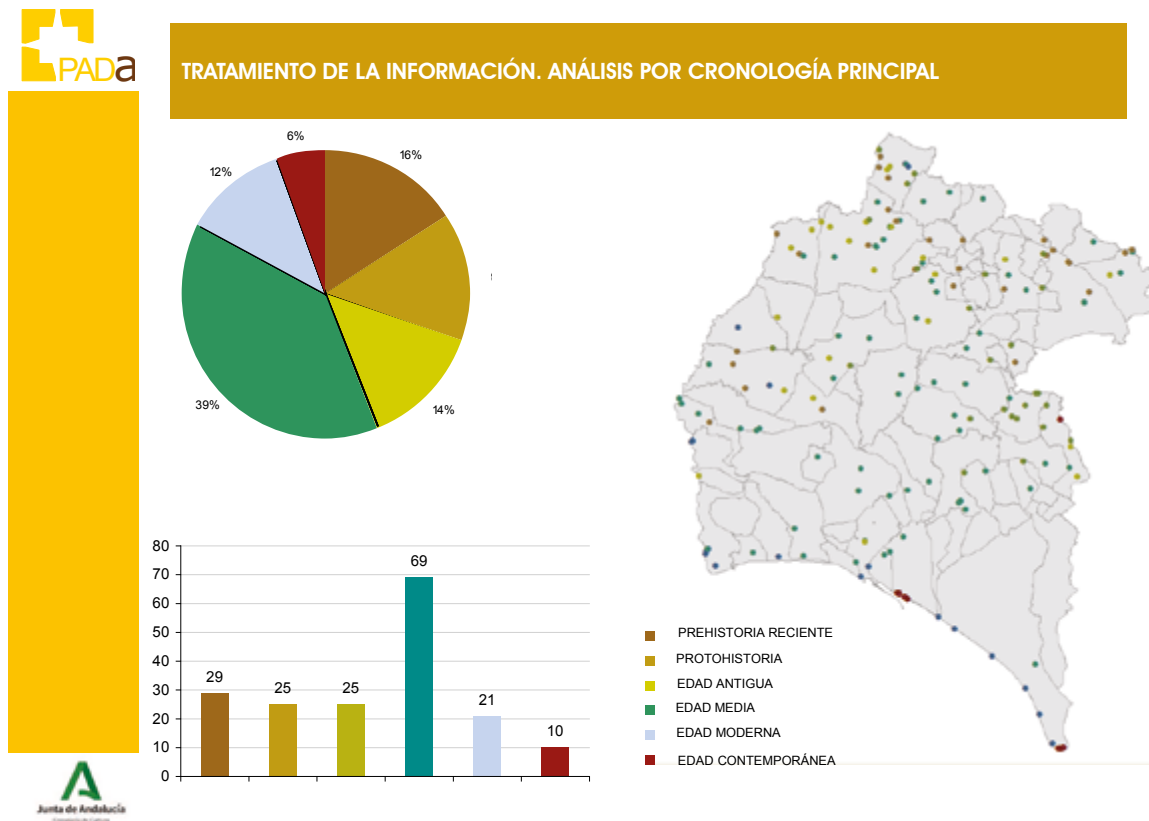 PADa
TRATAMIENTO DE LA INFORMACIÓN. ANÁLISIS POR CRONOLOGÍA PRINCIPAL
6%
16%
12%
39%
14%
80
70
60
50
40
30
20
10
0
29
25
25
69
21
10
PREHISTORIA RECIENTE
PROTOHISTORIA
EDAD ANTIGUA
EDAD MEDIA
EDAD MODERNA
EDAD CONTEMPORÁNEA
Junta de Andalucía